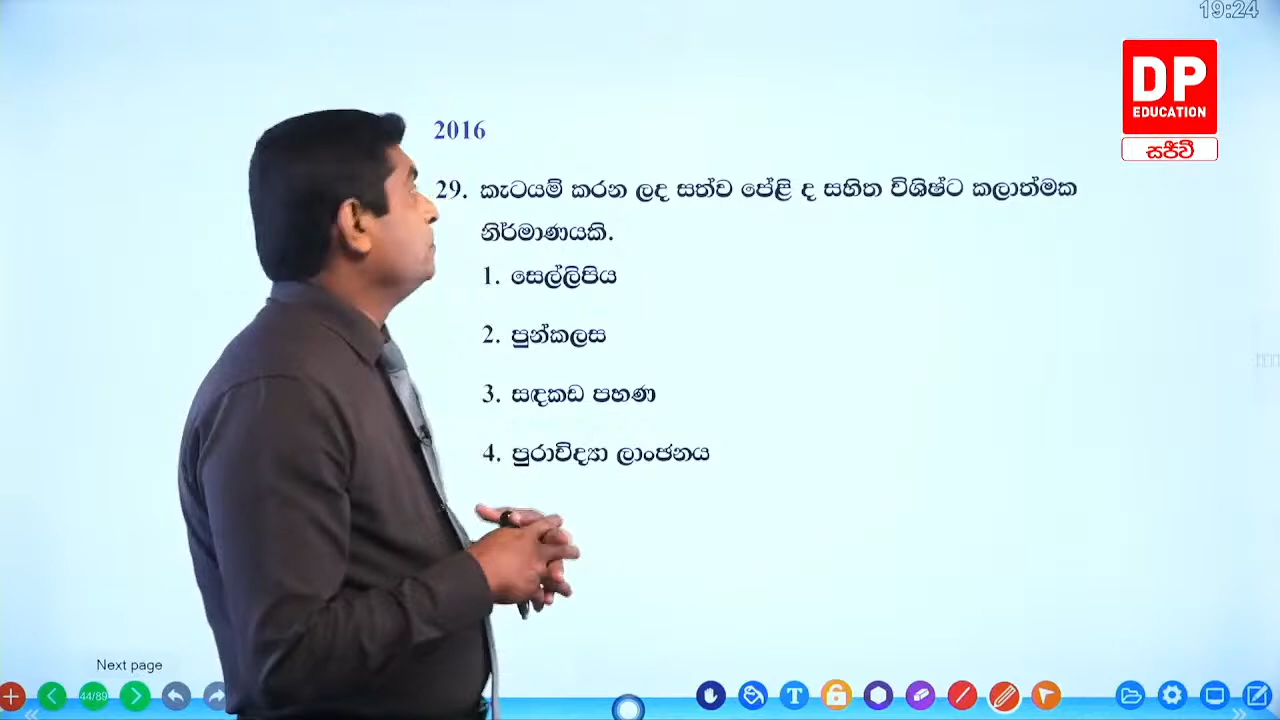 19:24
DP
EDUCATION
සජීවී
2016
29. කැටයම් කරන ලද සත්ව පේළි ද සහිත විශිෂ්ට කලාත්මක
නිර්මාණයකි.
1. සෙල්ලිපිය
2. පුන්කලස
3. සඳකඩ පහණ
4. පුරාවිද්‍යා ලාංඡනය
Next page
44/89